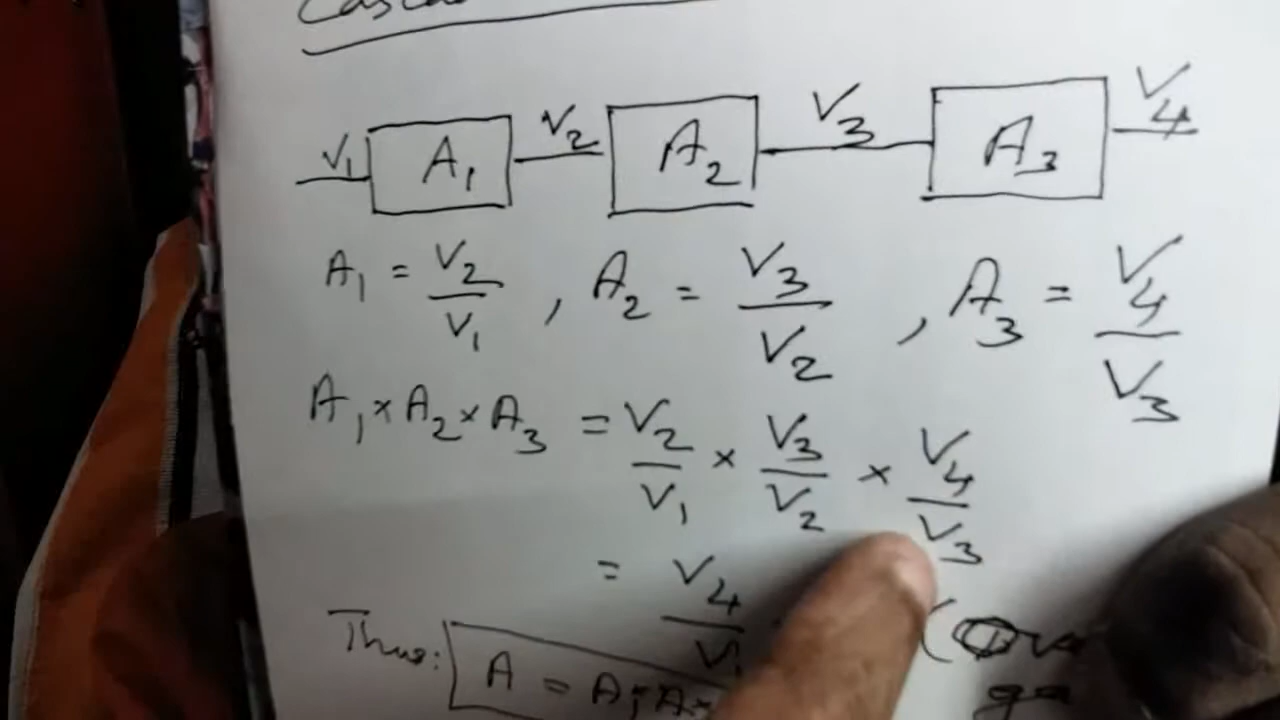 V₁ A₁ V₂ A₂ V₃ A₃ V₄
A₁ = V₂/V₁ , A₂ = V₃/V₂ , A₃ = V₄/V₃
A₁ × A₂ × A₃ = V₂/V₁ × V₃/V₂ × V₄/V₃
= V₄/V₁
Thus: A = A₁